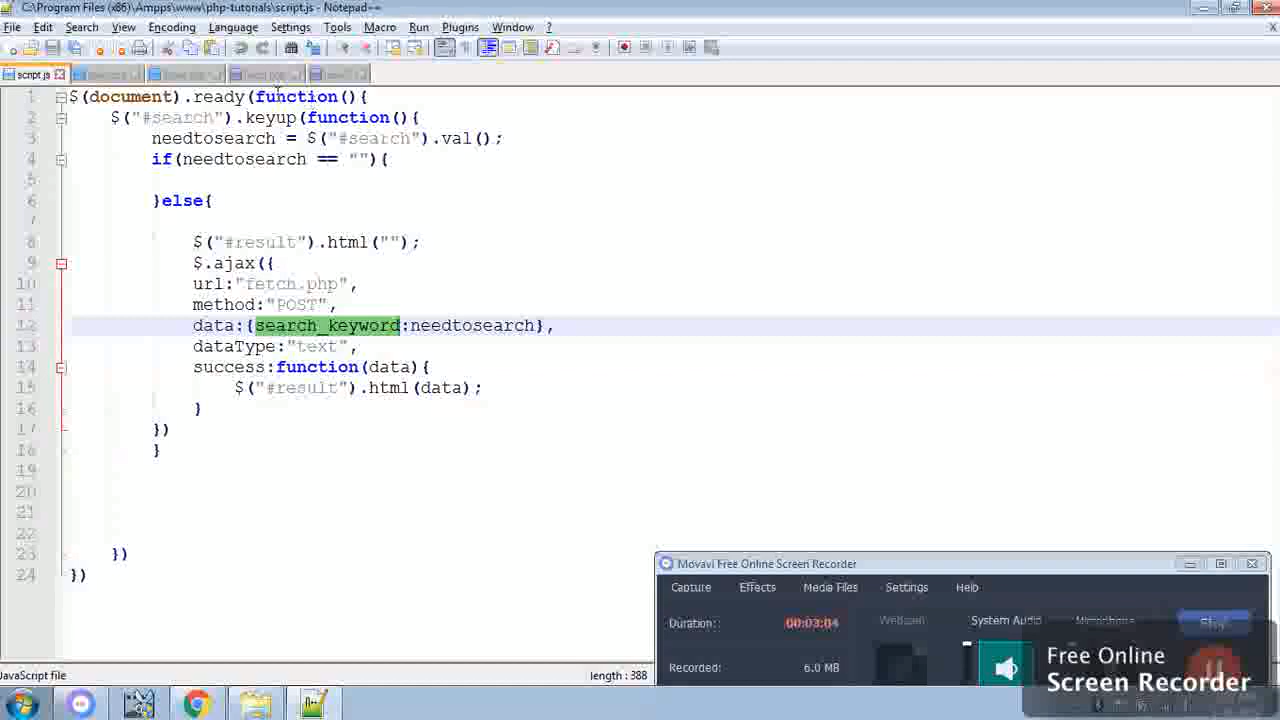 C:\Program Files (x86)\Ampps\www\php-tutorials\script.js - Notepad++
File Edit Search View Encoding Language Settings Tools Macro Run Plugins Window ? X
script.js
1 $(document).ready(function(){
2 $("#search").keyup(function(){
3 needtosearch = $("#search").val();
4 if(needtosearch == ""){
5
6 }else{
7
8 $("#result").html("");
9 $.ajax({
10 url:"fetch.php",
11 method:"POST",
12 data:{search_keyword:needtosearch},
13 dataType:"text",
14 success:function(data){
15 $("#result").html(data);
16 }
17 })
18 }
19
20
21
22
23 })
24 })
Movavi Free Online Screen Recorder
Capture Effects Media Files Settings Help
Duration: 00:03:04 Webcam System Audio Microphone Stop
Recorded: 6.0 MB
Free Online
Screen Recorder
JavaScript file length : 388